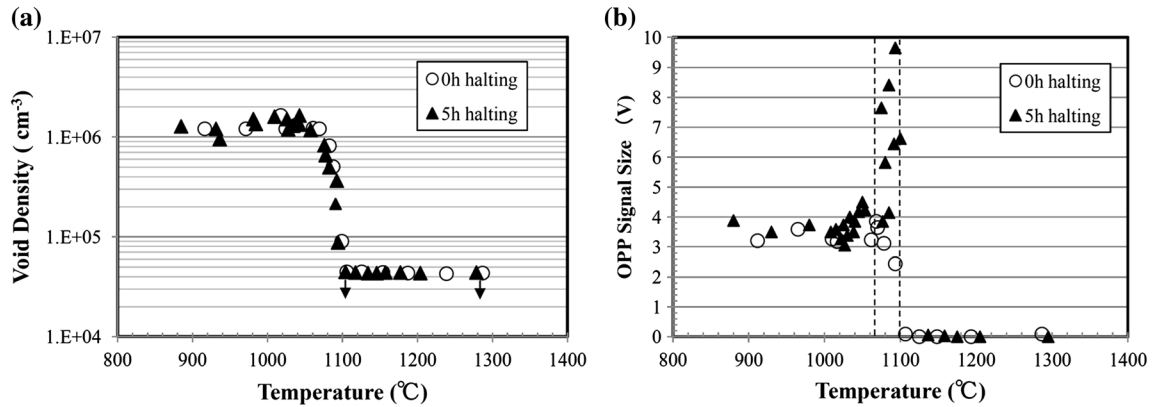 (a)
1.E+07
1.E+06
1.E+05
1.E+04
Void Density ( cm-3)
800 900 1000 1100 1200 1300 1400
Temperature (℃)
0h halting
5h halting
(b)
10
9
8
7
6
5
4
3
2
1
0
OPP Signal Size (V)
800 900 1000 1100 1200 1300 1400
Temperature (℃)
0h halting
5h halting